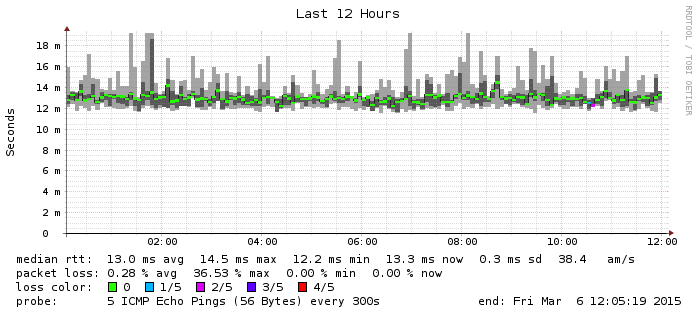 Last 12 Hours
RRDTOOL / TOBI OETIKER
Seconds
18 m
16 m
14 m
12 m
10 m
8 m
6 m
4 m
2 m
0
02:00 04:00 06:00 08:00 10:00 12:00
median rtt: 13.0 ms avg 14.5 ms max 12.2 ms min 13.3 ms now 0.3 ms sd 38.4 am/s
packet loss: 0.28 % avg 36.53 % max 0.00 % min 0.00 % now
loss color: 0 1/5 2/5 3/5 4/5
probe: 5 ICMP Echo Pings (56 Bytes) every 300s end: Fri Mar 6 12:05:19 2015